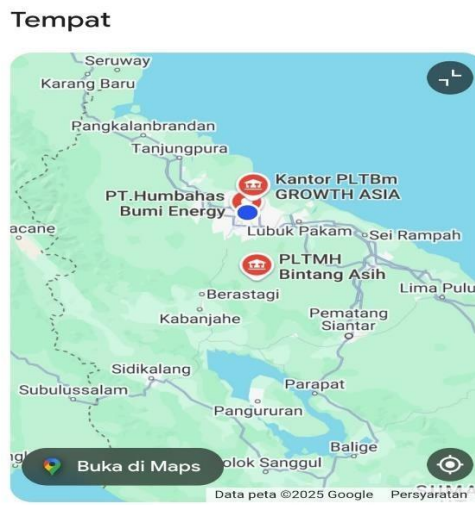 Tempat
Seruway
Karang Baru
Pangkalanbrandan
Tanjungpura
Kantor PLTBm
GROWTH ASIA
PT.Humbahas
Bumi Energy
acane
Lubuk Pakam
Sei Rampah
PLTMH
Bintang Asih
Lima Pulu
Berastagi
Kabanjahe
Pematang
Siantar
Sidikalang
Subulussalam
Parapat
Pangururan
Balige
olok Sanggul
Buka di Maps
Data peta ©2025 Google
Persyaratan